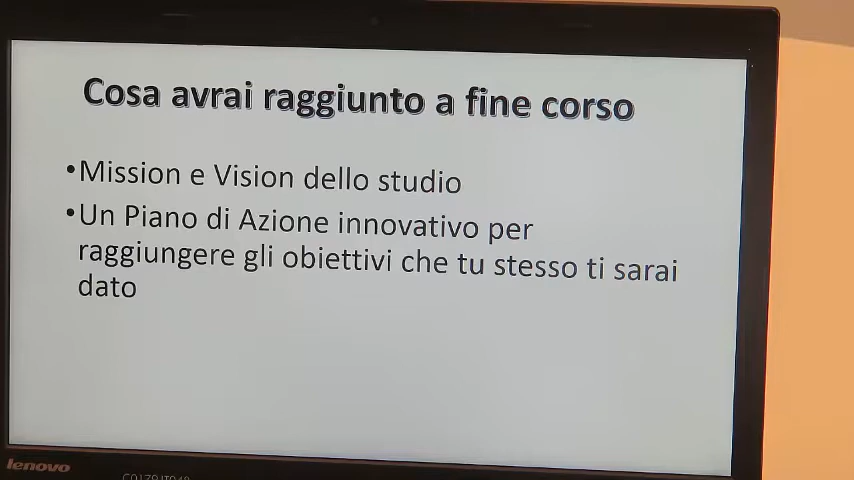 Cosa avrai raggiunto a fine corso
•Mission e Vision dello studio
•Un Piano di Azione innovativo per
raggiungere gli obiettivi che tu stesso ti sarai
dato
lenovo